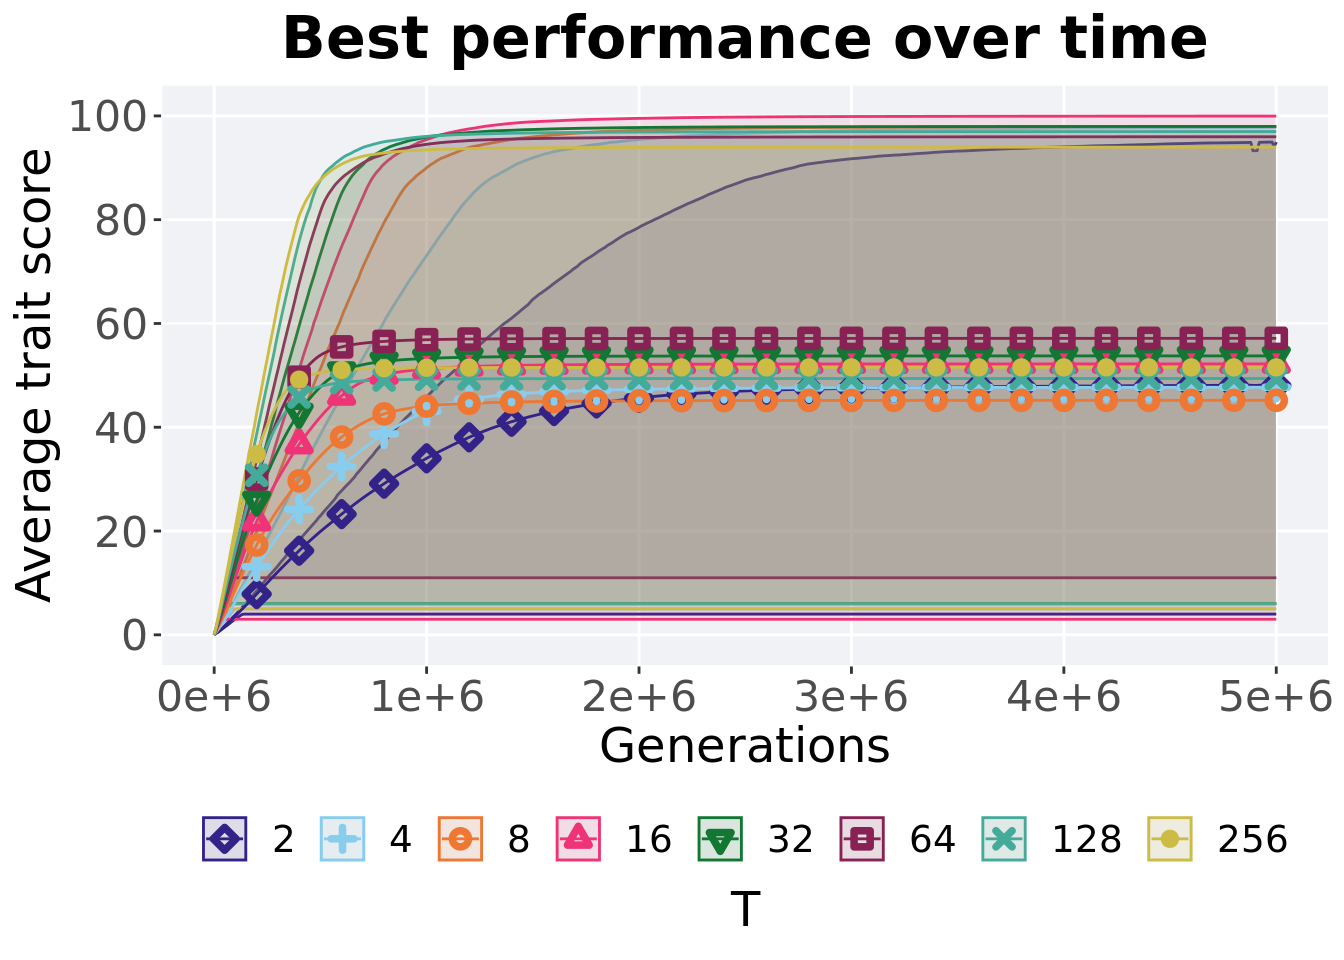 Best performance over time
Average trait score
100
80
60
40
20
0
0e+6 1e+6 2e+6 3e+6 4e+6 5e+6
Generations
2 4 8 16 32 64 128 256
T